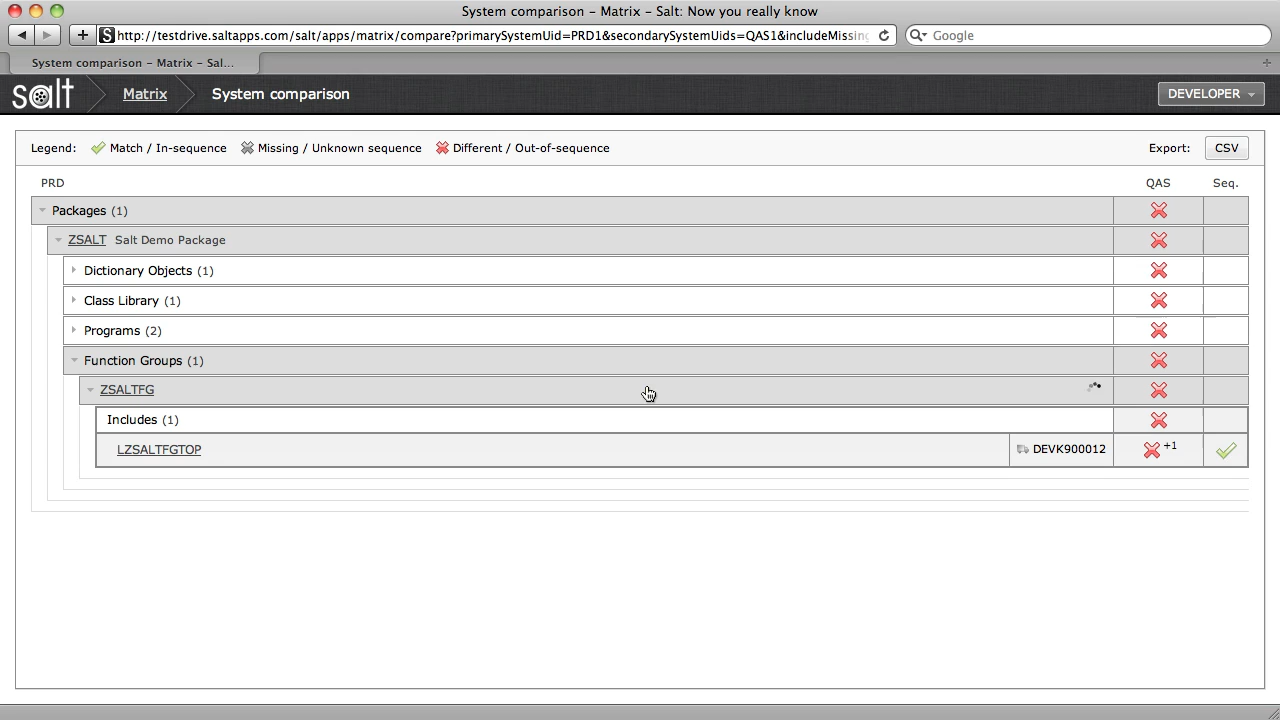 System comparison – Matrix – Salt: Now you really know
http://testdrive.saltapps.com/salt/apps/matrix/compare?primarySystemUid=PRD1&secondarySystemUids=QAS1&includeMissin
Google
System comparison – Matrix – Sal...
salt Matrix System comparison DEVELOPER
Legend: Match / In-sequence Missing / Unknown sequence Different / Out-of-sequence Export: CSV
PRD QAS Seq.
Packages (1)
ZSALT Salt Demo Package
Dictionary Objects (1)
Class Library (1)
Programs (2)
Function Groups (1)
ZSALTFG
Includes (1)
LZSALTFGTOP DEVK900012 +1